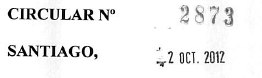 CIRCULAR Nº 2873
SANTIAGO, 2 OCT. 2012